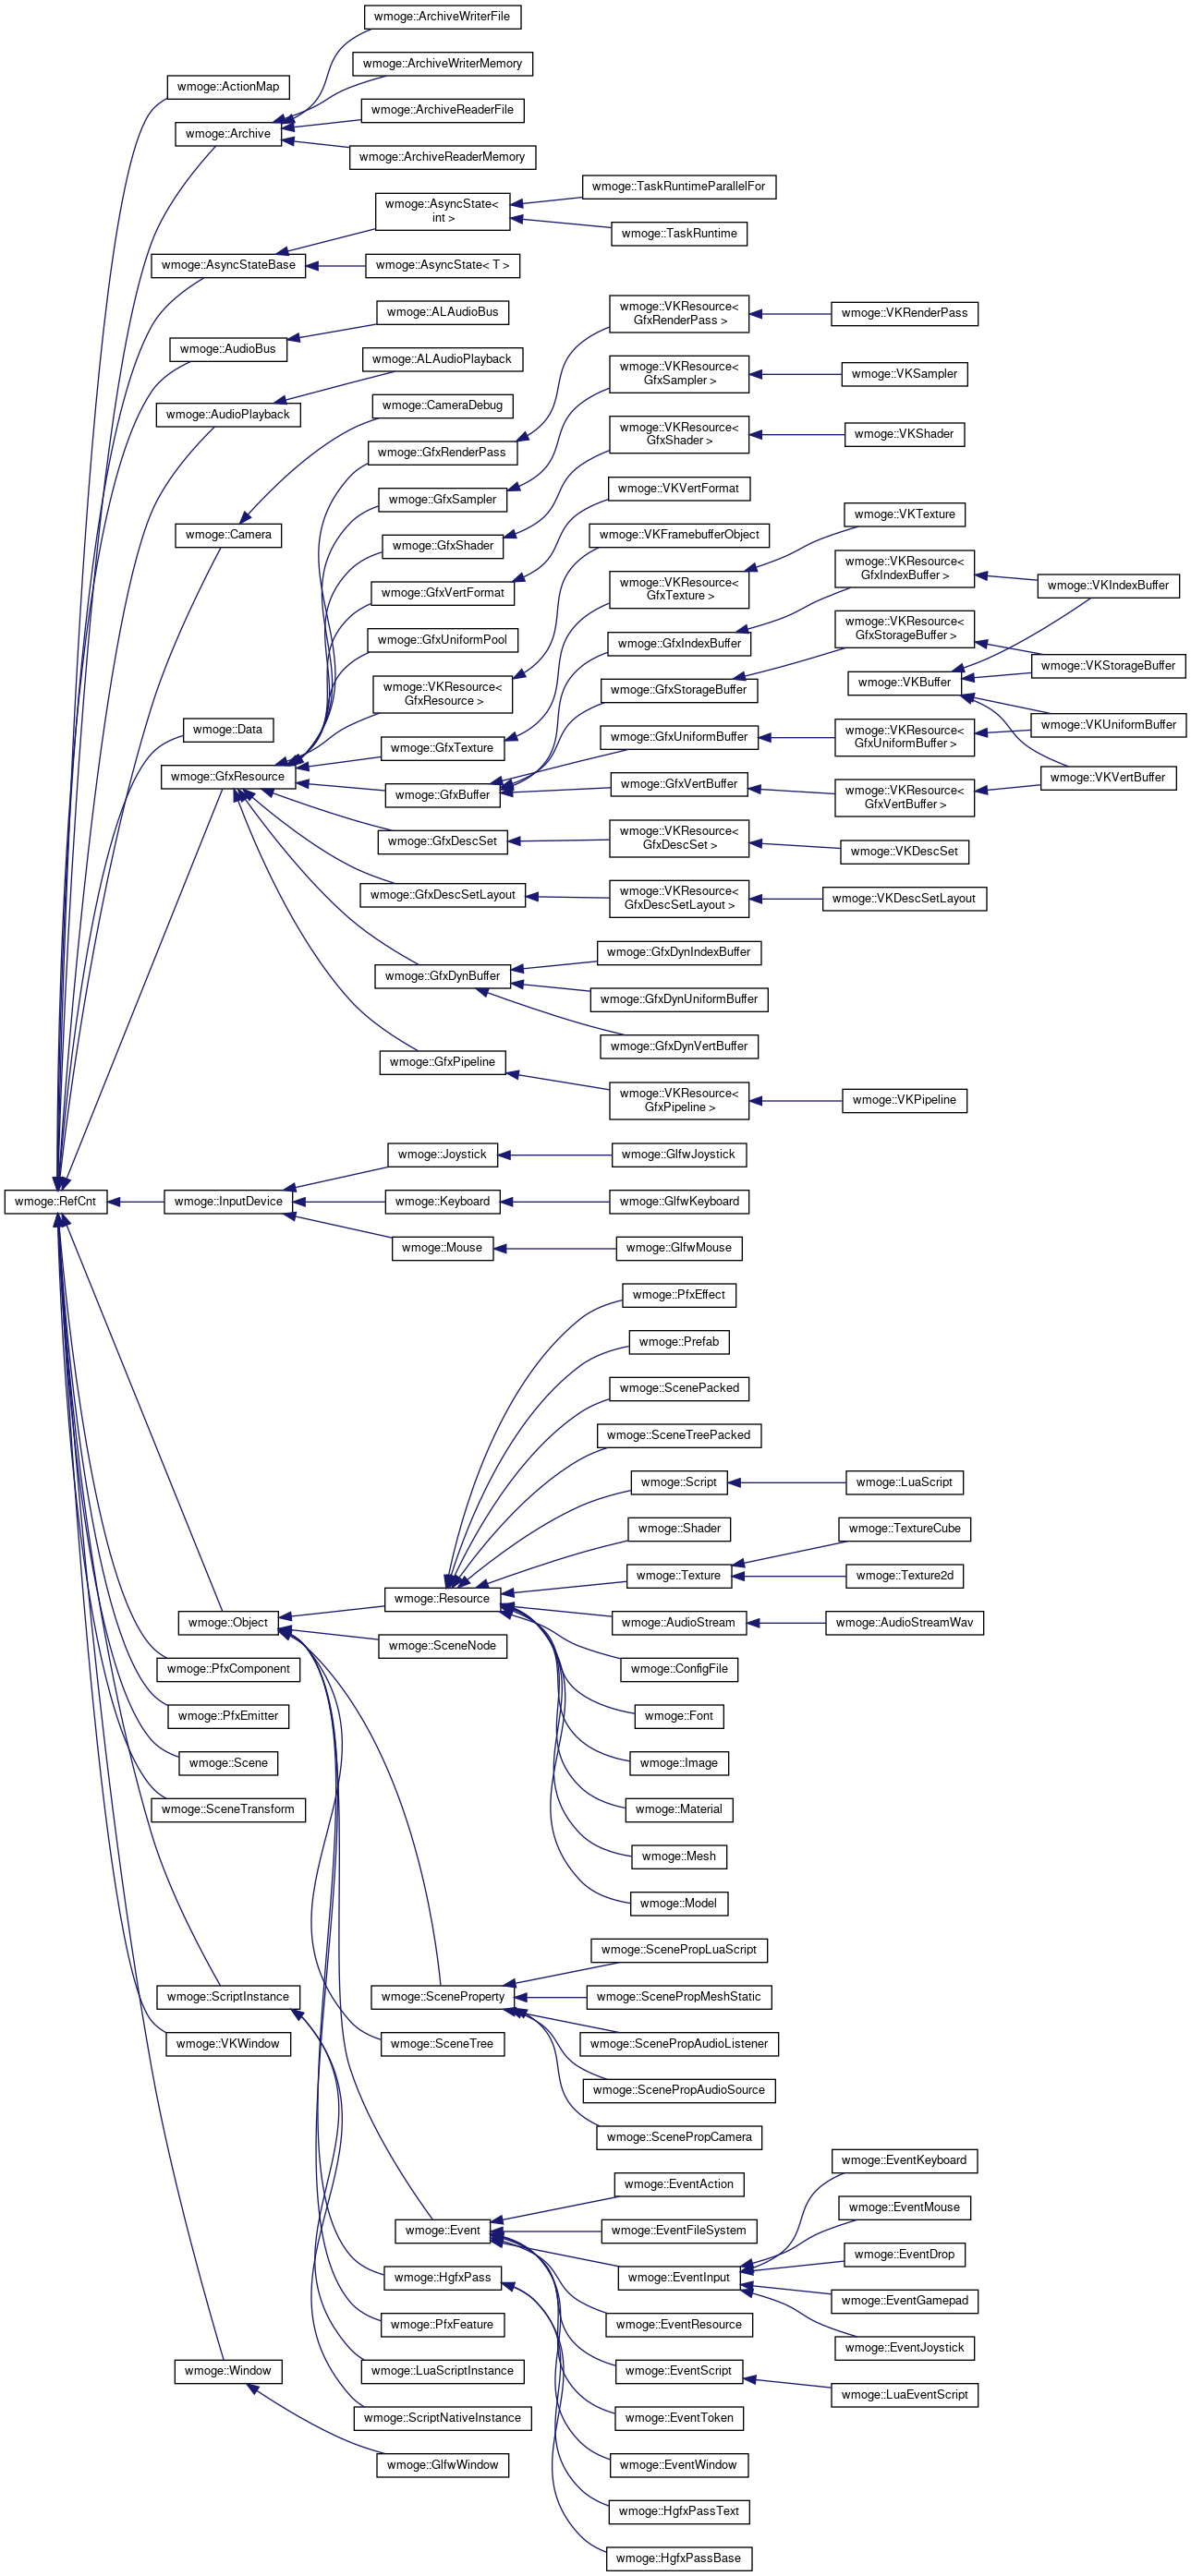 wmoge::ArchiveWriterFile
wmoge::ArchiveWriterMemory
wmoge::ActionMap
wmoge::ArchiveReaderFile
wmoge::Archive
wmoge::ArchiveReaderMemory
wmoge::TaskRuntimeParallelFor
wmoge::AsyncState<
int >
wmoge::TaskRuntime
wmoge::AsyncStateBase
wmoge::AsyncState< T >
wmoge::ALAudioBus
wmoge::VKResource<
GfxRenderPass >
wmoge::VKRenderPass
wmoge::AudioBus
wmoge::ALAudioPlayback
wmoge::VKResource<
GfxSampler >
wmoge::VKSampler
wmoge::CameraDebug
wmoge::AudioPlayback
wmoge::VKResource<
GfxShader >
wmoge::VKShader
wmoge::GfxRenderPass
wmoge::VKVertFormat
wmoge::GfxSampler
wmoge::VKTexture
wmoge::Camera
wmoge::VKFramebufferObject
wmoge::GfxShader
wmoge::VKResource<
GfxIndexBuffer >
wmoge::VKIndexBuffer
wmoge::GfxVertFormat
wmoge::VKResource<
GfxTexture >
wmoge::VKResource<
GfxStorageBuffer >
wmoge::GfxUniformPool
wmoge::GfxIndexBuffer
wmoge::VKStorageBuffer
wmoge::VKBuffer
wmoge::VKResource<
GfxResource >
wmoge::GfxStorageBuffer
wmoge::VKUniformBuffer
wmoge::Data
wmoge::GfxTexture
wmoge::GfxUniformBuffer
wmoge::VKResource<
GfxUniformBuffer >
wmoge::GfxResource
wmoge::VKVertBuffer
wmoge::GfxBuffer
wmoge::GfxVertBuffer
wmoge::VKResource<
GfxVertBuffer >
wmoge::GfxDescSet
wmoge::VKResource<
GfxDescSet >
wmoge::VKDescSet
wmoge::GfxDescSetLayout
wmoge::VKResource<
GfxDescSetLayout >
wmoge::VKDescSetLayout
wmoge::GfxDynIndexBuffer
wmoge::GfxDynBuffer
wmoge::GfxDynUniformBuffer
wmoge::GfxDynVertBuffer
wmoge::GfxPipeline
wmoge::VKResource<
GfxPipeline >
wmoge::VKPipeline
wmoge::Joystick
wmoge::GlfwJoystick
wmoge::RefCnt
wmoge::InputDevice
wmoge::Keyboard
wmoge::GlfwKeyboard
wmoge::Mouse
wmoge::GlfwMouse
wmoge::PfxEffect
wmoge::Prefab
wmoge::ScenePacked
wmoge::SceneTreePacked
wmoge::Script
wmoge::LuaScript
wmoge::Shader
wmoge::TextureCube
wmoge::Texture
wmoge::Texture2d
wmoge::Resource
wmoge::Object
wmoge::AudioStream
wmoge::AudioStreamWav
wmoge::SceneNode
wmoge::PfxComponent
wmoge::ConfigFile
wmoge::PfxEmitter
wmoge::Font
wmoge::Scene
wmoge::Image
wmoge::SceneTransform
wmoge::Material
wmoge::Mesh
wmoge::Model
wmoge::ScenePropLuaScript
wmoge::ScriptInstance
wmoge::SceneProperty
wmoge::ScenePropMeshStatic
wmoge::VKWindow
wmoge::SceneTree
wmoge::ScenePropAudioListener
wmoge::ScenePropAudioSource
wmoge::ScenePropCamera
wmoge::EventKeyboard
wmoge::EventAction
wmoge::EventMouse
wmoge::Event
wmoge::EventFileSystem
wmoge::EventDrop
wmoge::HgfxPass
wmoge::EventInput
wmoge::EventGamepad
wmoge::PfxFeature
wmoge::EventResource
wmoge::EventJoystick
wmoge::Window
wmoge::LuaScriptInstance
wmoge::EventScript
wmoge::LuaEventScript
wmoge::ScriptNativeInstance
wmoge::EventToken
wmoge::GlfwWindow
wmoge::EventWindow
wmoge::HgfxPassText
wmoge::HgfxPassBase